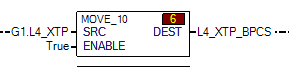 MOVE_10 6
G1.L4_XTP SRC DEST L4_XTP_BPCS
True ENABLE